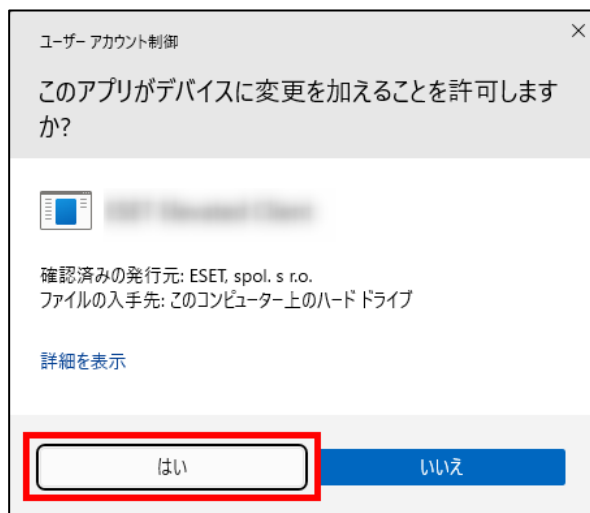 ユーザー アカウント制御
このアプリがデバイスに変更を加えることを許可します
か?
確認済みの発行元: ESET, spol. s r.o.
ファイルの入手先: このコンピューター上のハード ドライブ
詳細を表示
はい
いいえ